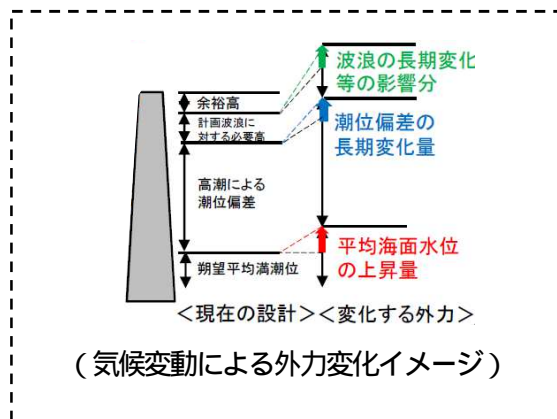 波浪の長期変化
等の影響分
余裕高
計画波浪に
対する必要高
潮位偏差の
長期変化量
高潮による
潮位偏差
平均海面水位
の上昇量
朔望平均満潮位
＜現在の設計＞＜変化する外力＞
(気候変動による外力変化イメージ)